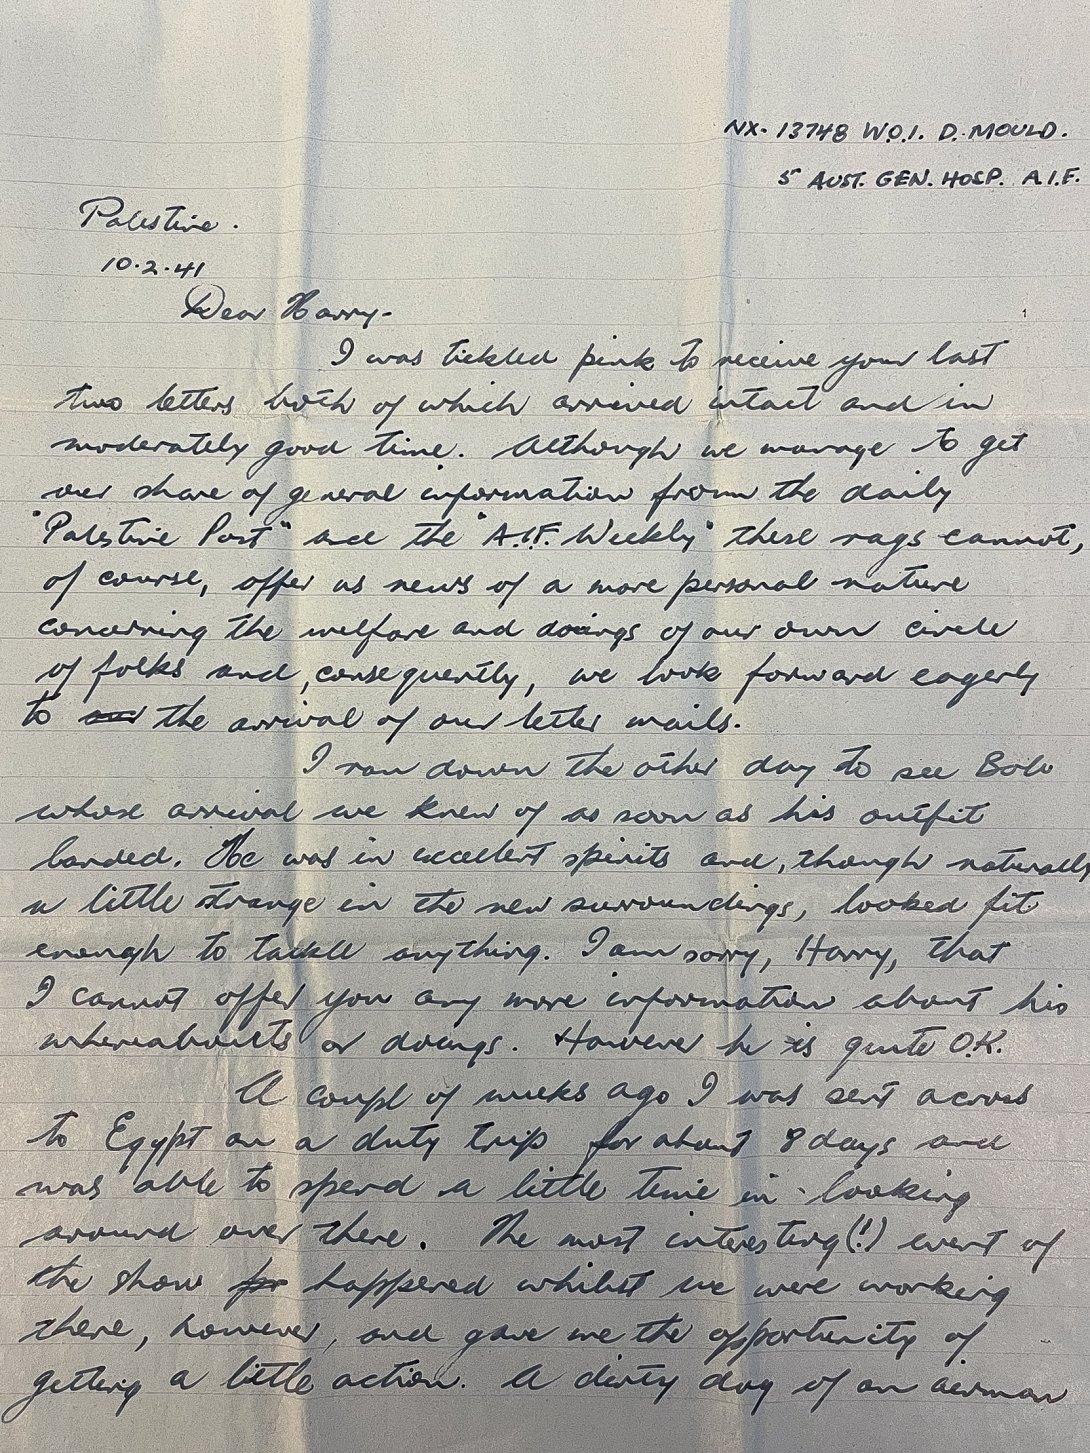 NX-13748 W.O.I. D. MOULD.
5 AUST. GEN. HOSP. A.I.F.
Palestine.
10.2.41
Dear Harry-
I was tickled pink to receive your last
two letters both of which arrived intact and in
moderately good time. Although we manage to get
our share of general information from the daily
"Palestine Post" and the "A.I.F. Weekly" these rags cannot,
of course, offer us news of a more personal nature
concerning the welfare and doings of our own circle
of folks and, consequently, we look forward eagerly
to our the arrival of our letter mails.
I ran down the other day to see Bob
whose arrival we knew of as soon as his outfit
landed. He was in excellent spirits and, though naturally
a little strange in the new surroundings, looked fit
enough to tackle anything. I am sorry, Harry, that
I cannot offer you any more information about his
whereabouts or doings. However he is quite O.K.
A coupl of weeks ago I was sent across
to Egypt on a duty trip for about 8 days and
was able to spend a little time in looking
around over there. The most interesting(!) event of
the show for happened whilst we were working
there, however, and gave me the opportunity of
getting a little action. A dirty dog of an airman